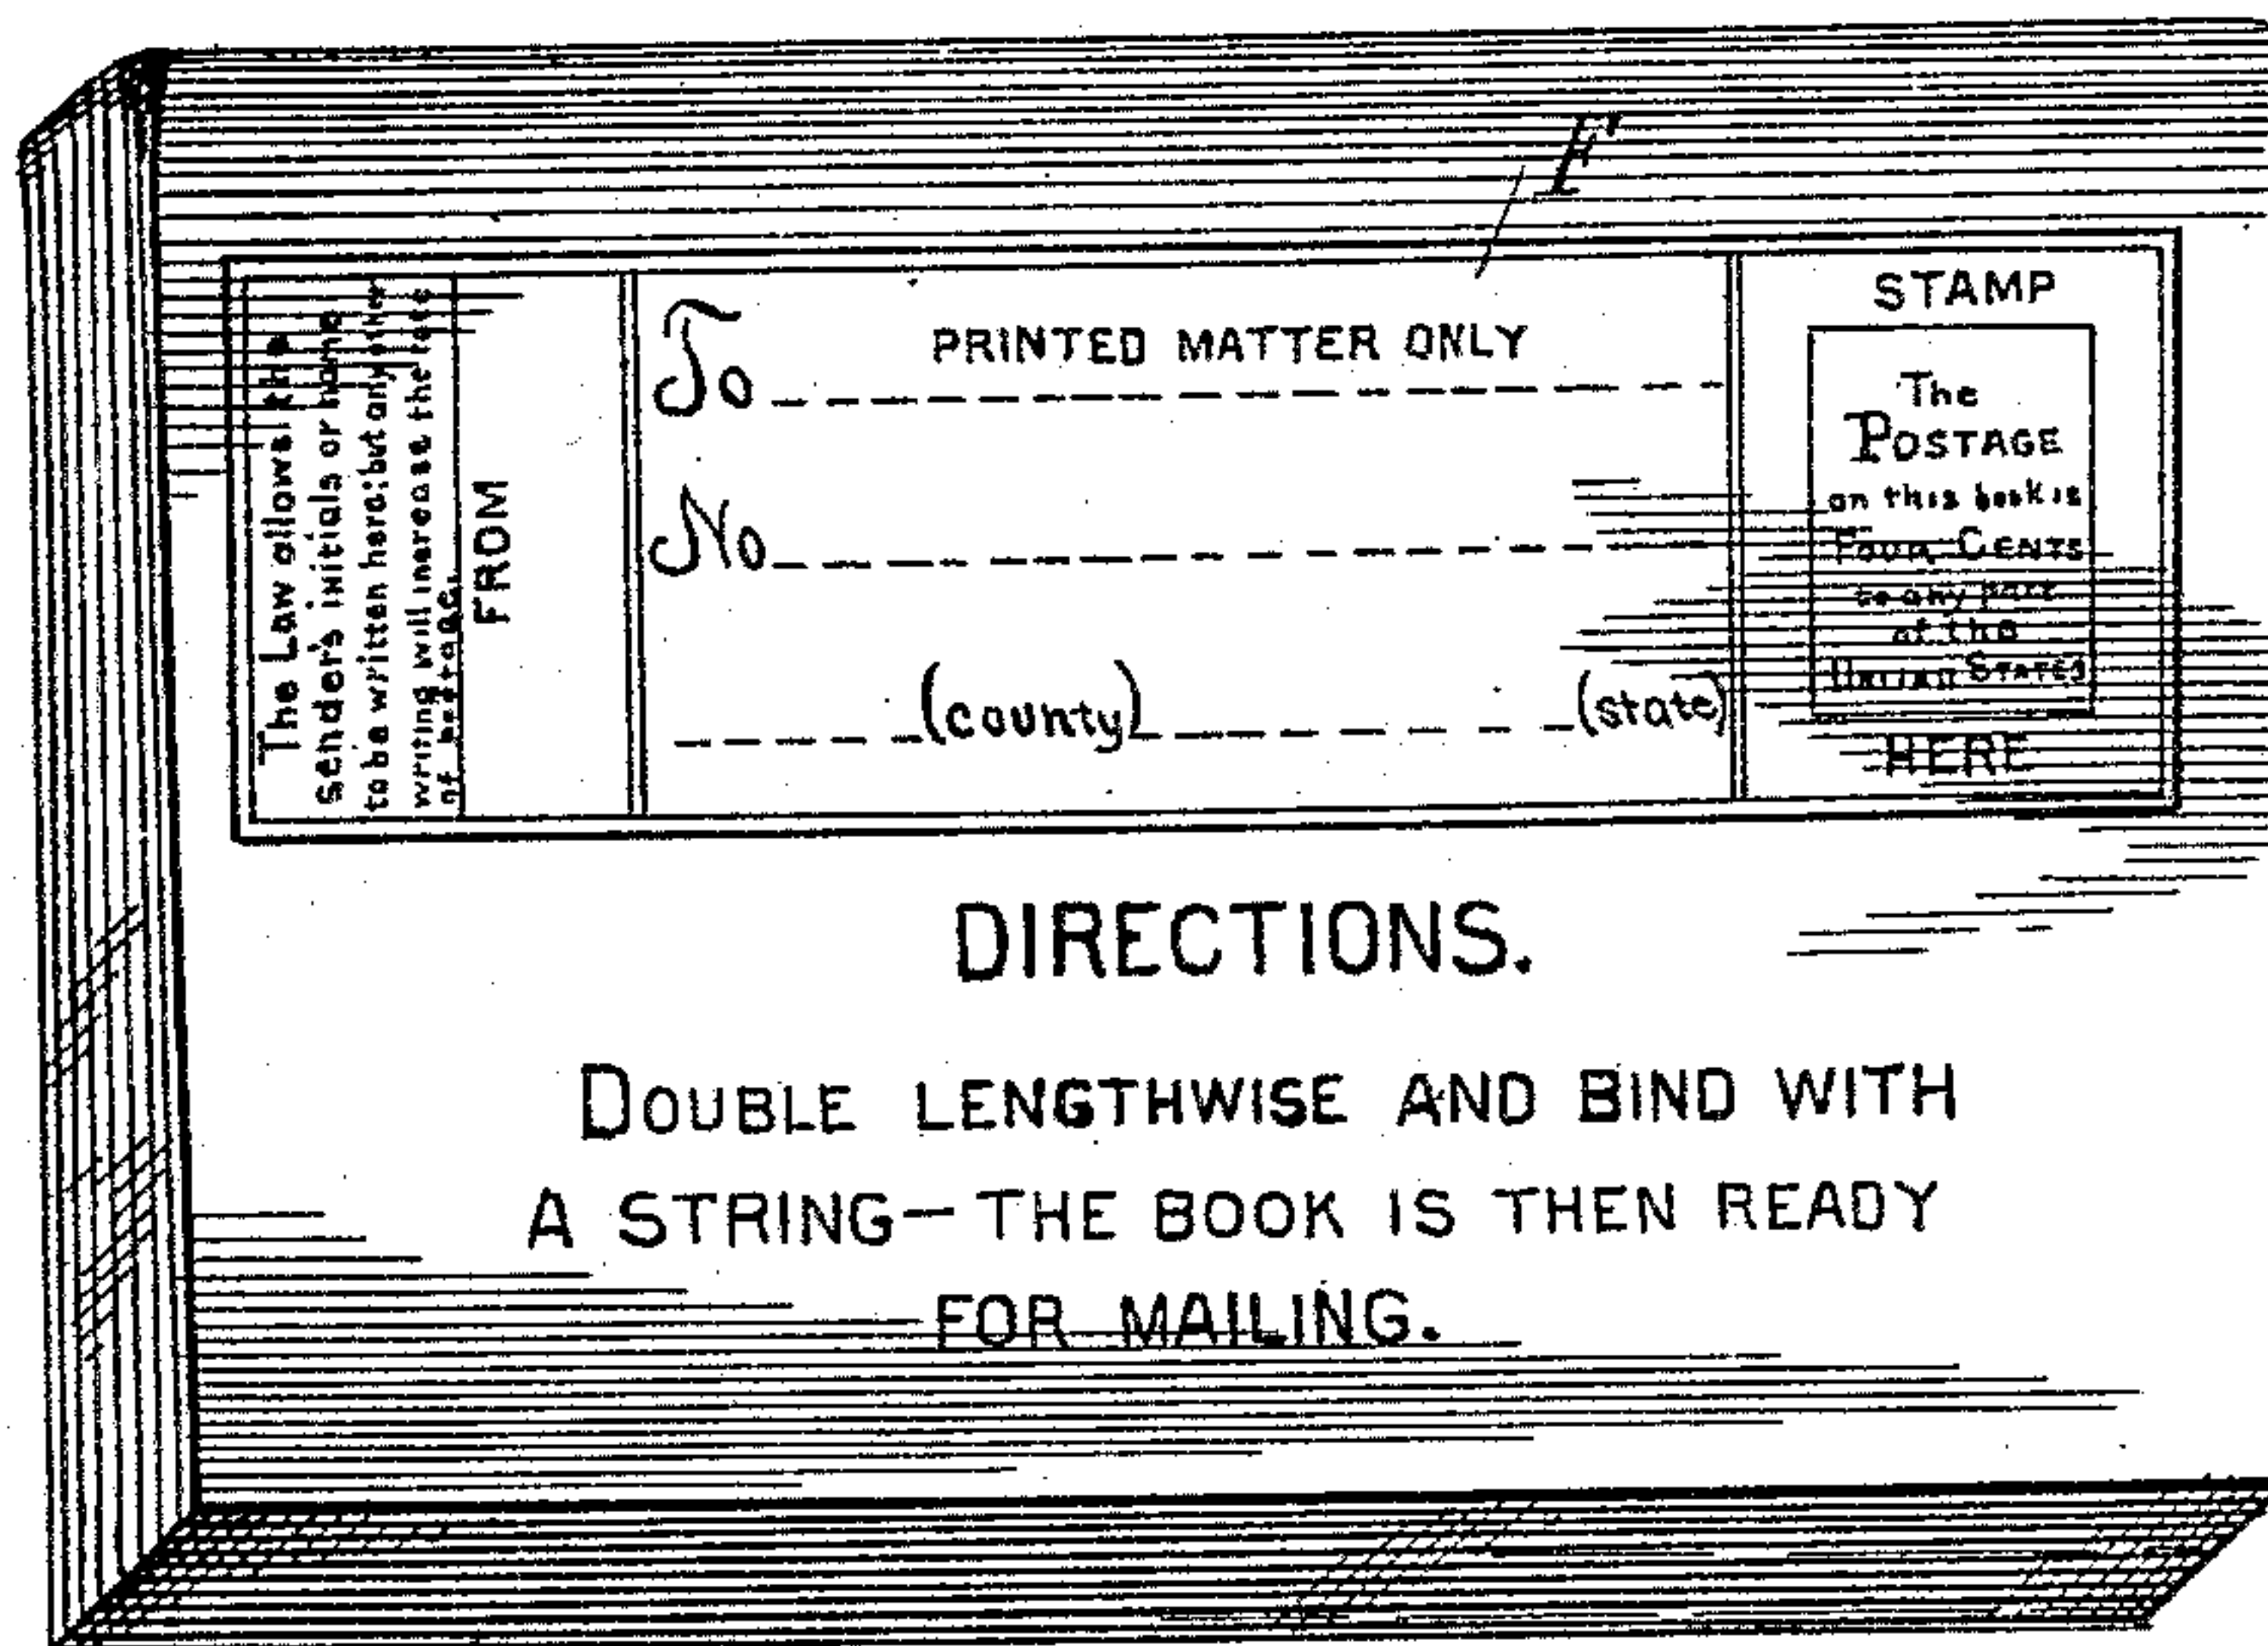 F
The Law allows the
sender's initials or name
to be written here: but any other
writing will increase the rate
of postage.
FROM
To
PRINTED MATTER ONLY
No
(county) (state)
STAMP
The
POSTAGE
on this book is
FOUR CENTS
to any part
of the
UNITED STATES
HERE
DIRECTIONS.
DOUBLE LENGTHWISE AND BIND WITH
A STRING— THE BOOK IS THEN READY
FOR MAILING.